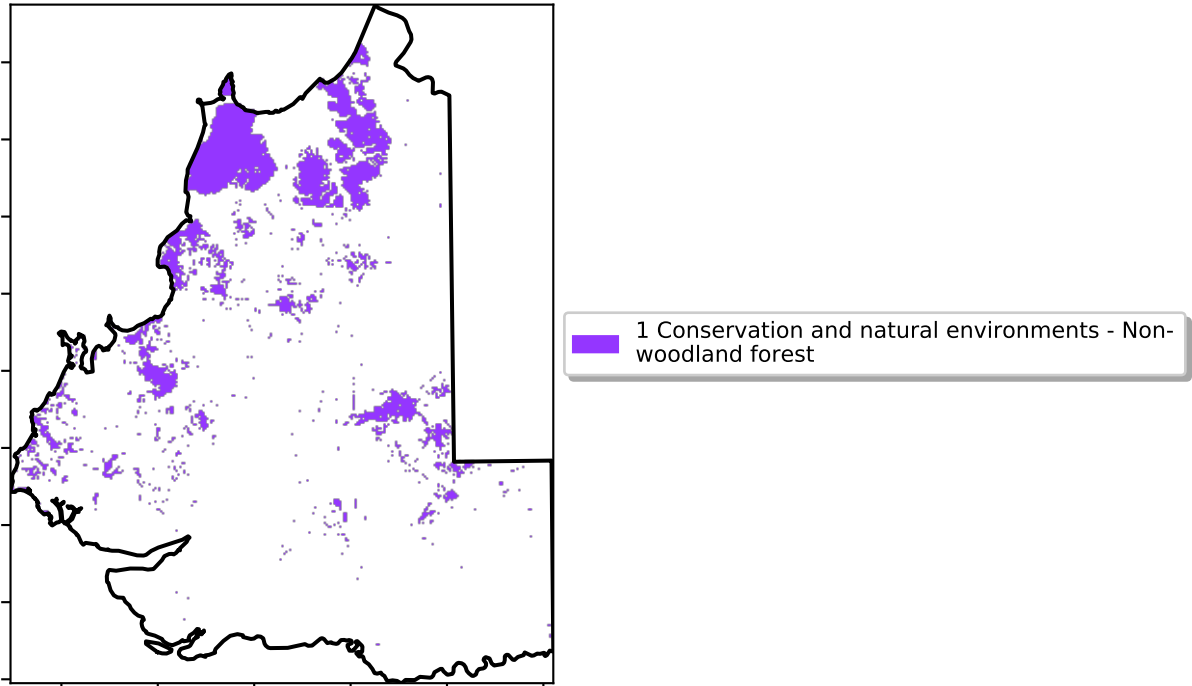 1 Conservation and natural environments - Non-
woodland forest